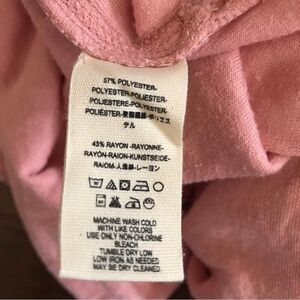 57% POLYESTER-
POLYESTER-POLIESTER-
POLIESTERE-POLYESTER-
POLIÉSTER-聚酯纖維-ポリエス
テル
43% RAYON -RAYONNE-
RAYÓN-RAION-KUNSTSEIDE-
RAIOM-人造絲-レーヨン
MACHINE WASH COLD
WITH LIKE COLORS
USE ONLY NON-CHLORINE
BLEACH
TUMBLE DRY LOW
LOW IRON AS NEEDED
MAY BE DRY CLEANED